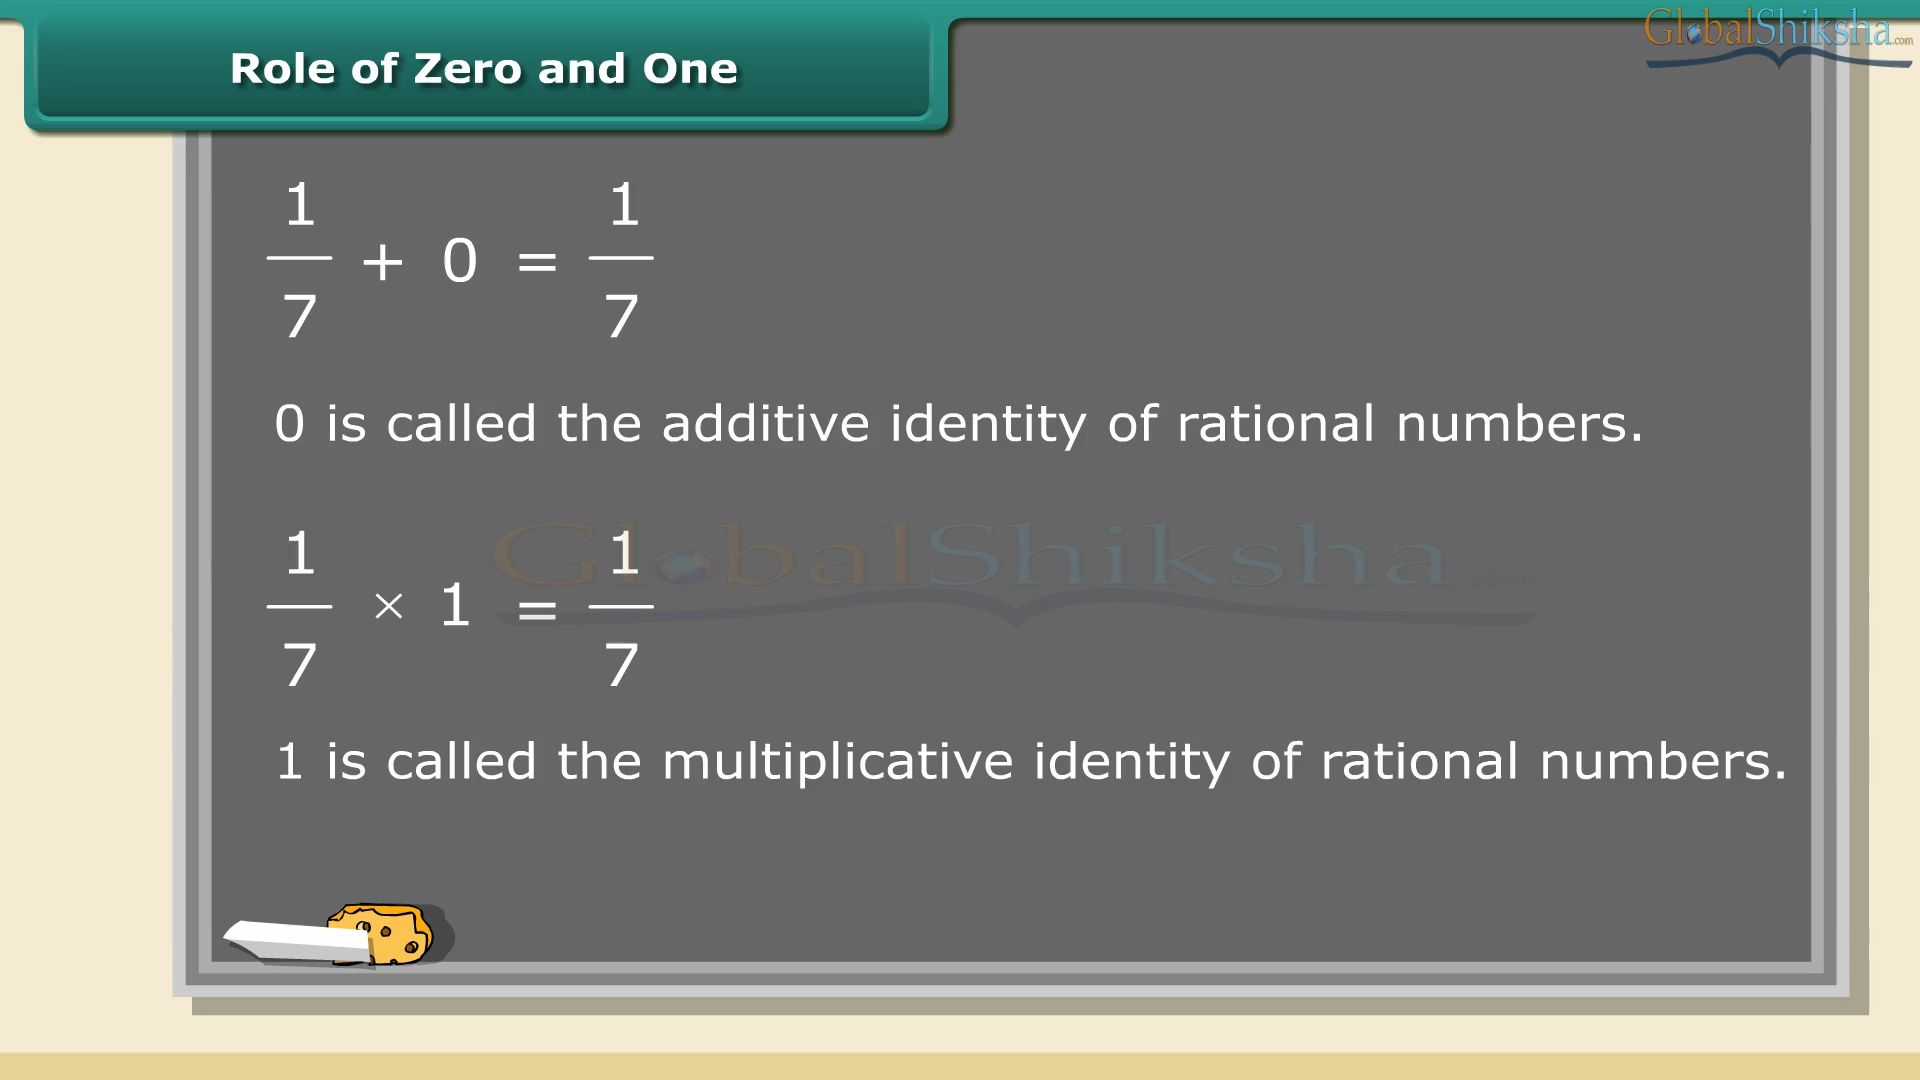 Role of Zero and One
GlobalShiksha.com
1/7 + 0 = 1/7
0 is called the additive identity of rational numbers.
GlobalShiksha
1/7 × 1 = 1/7
1 is called the multiplicative identity of rational numbers.